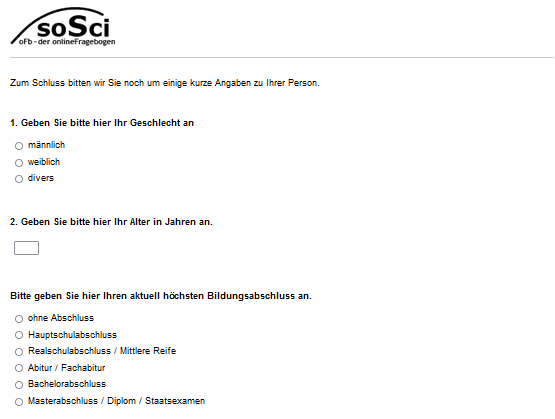 soSci
oFb - der onlineFragebogen
Zum Schluss bitten wir Sie noch um einige kurze Angaben zu Ihrer Person.
1. Geben Sie bitte hier Ihr Geschlecht an
männlich
weiblich
divers
2. Geben Sie bitte hier Ihr Alter in Jahren an.
Bitte geben Sie hier Ihren aktuell höchsten Bildungsabschluss an.
ohne Abschluss
Hauptschulabschluss
Realschulabschluss / Mittlere Reife
Abitur / Fachabitur
Bachelorabschluss
Masterabschluss / Diplom / Staatsexamen